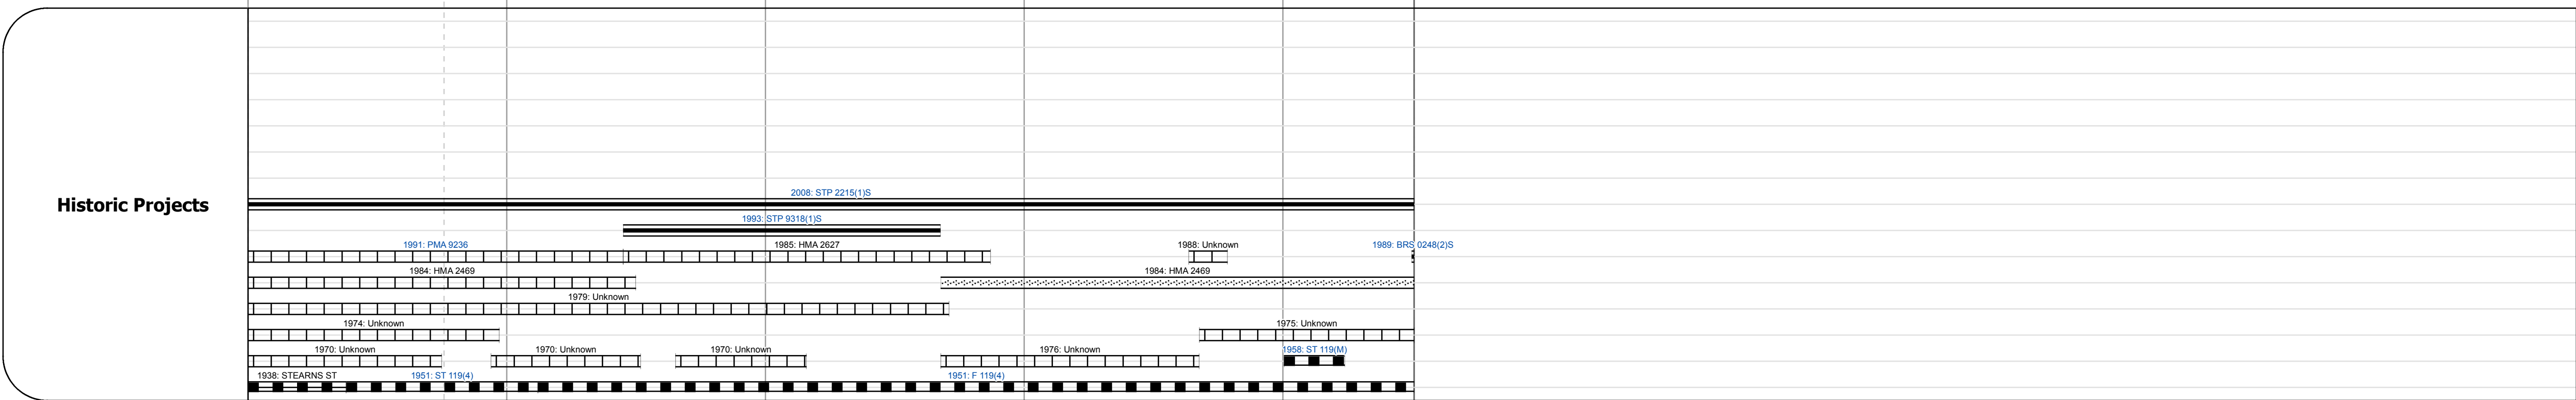 2008: STP 2215(1)S
Historic Projects
1993: STP 9318(1)S
1991: PMA 9236 1985: HMA 2627 1988: Unknown 1989: BRS 0248(2)S
1984: HMA 2469 1984: HMA 2469
1979: Unknown
1974: Unknown 1975: Unknown
1970: Unknown 1970: Unknown 1970: Unknown 1976: Unknown 1958: ST 119(M)
1938: STEARNS ST 1951: ST 119(4) 1951: F 119(4)